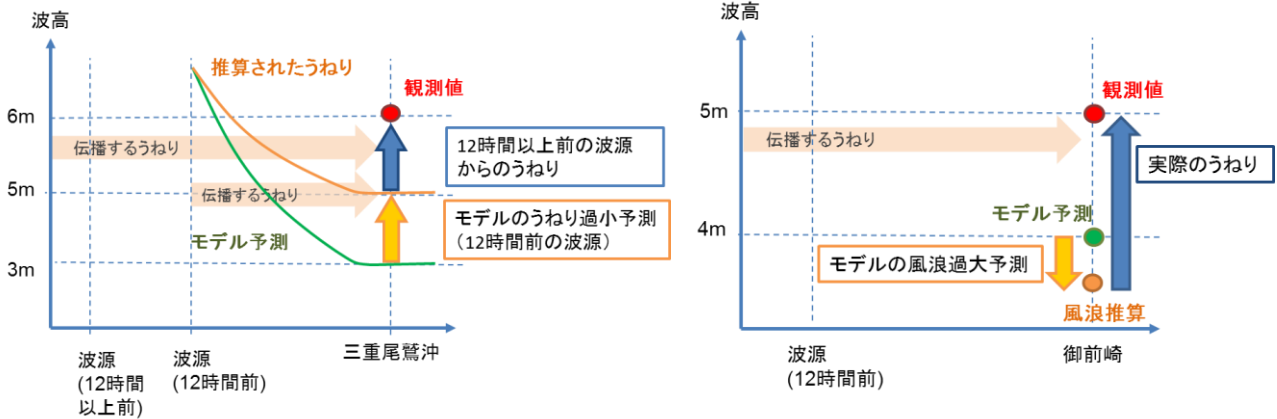 波高
推算されたうねり
観測値
6m
伝播するうねり
12時間以上前の波源
からのうねり
5m
伝播するうねり
モデルのうねり過小予測
(12時間前の波源)
モデル予測
3m
波源
(12時間
以上前)
波源
(12時間前)
三重尾鷲沖
波高
観測値
5m
伝播するうねり
実際のうねり
モデル予測
4m
モデルの風浪過大予測
風浪推算
波源
(12時間前)
御前崎